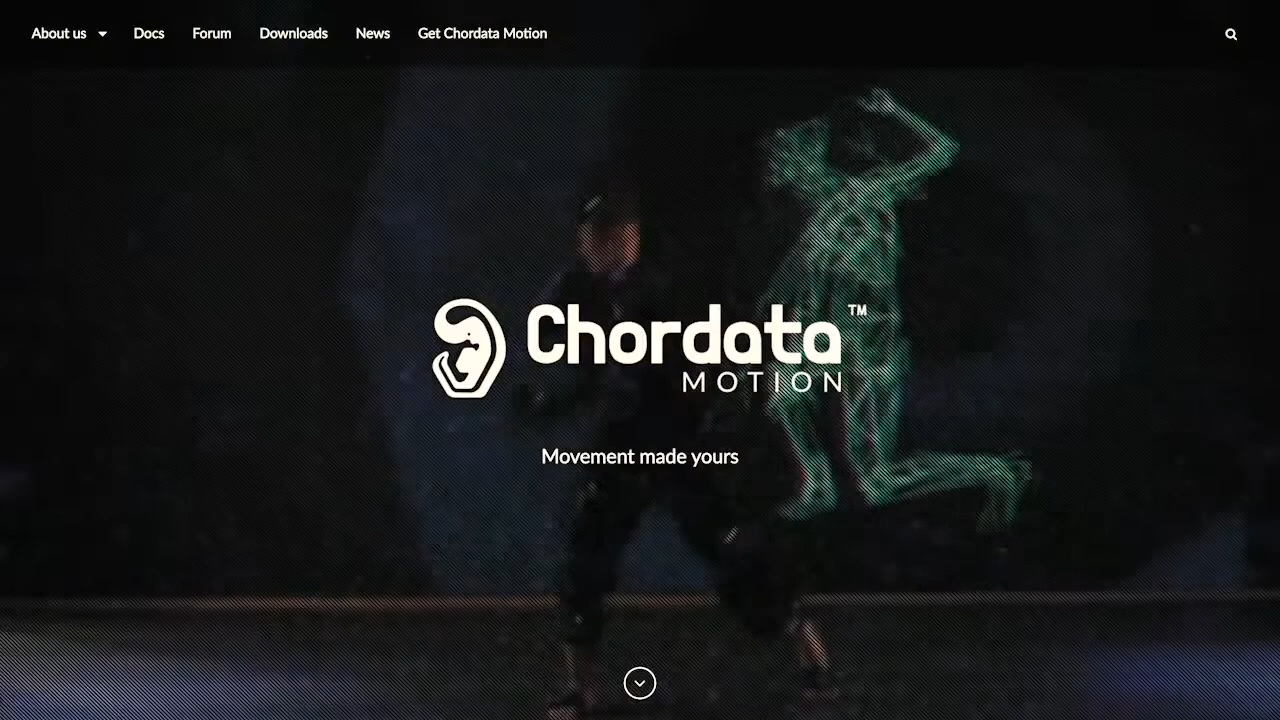 About us
Docs
Forum
Downloads
News
Get Chordata Motion
Chordata™
MOTION
Movement made yours